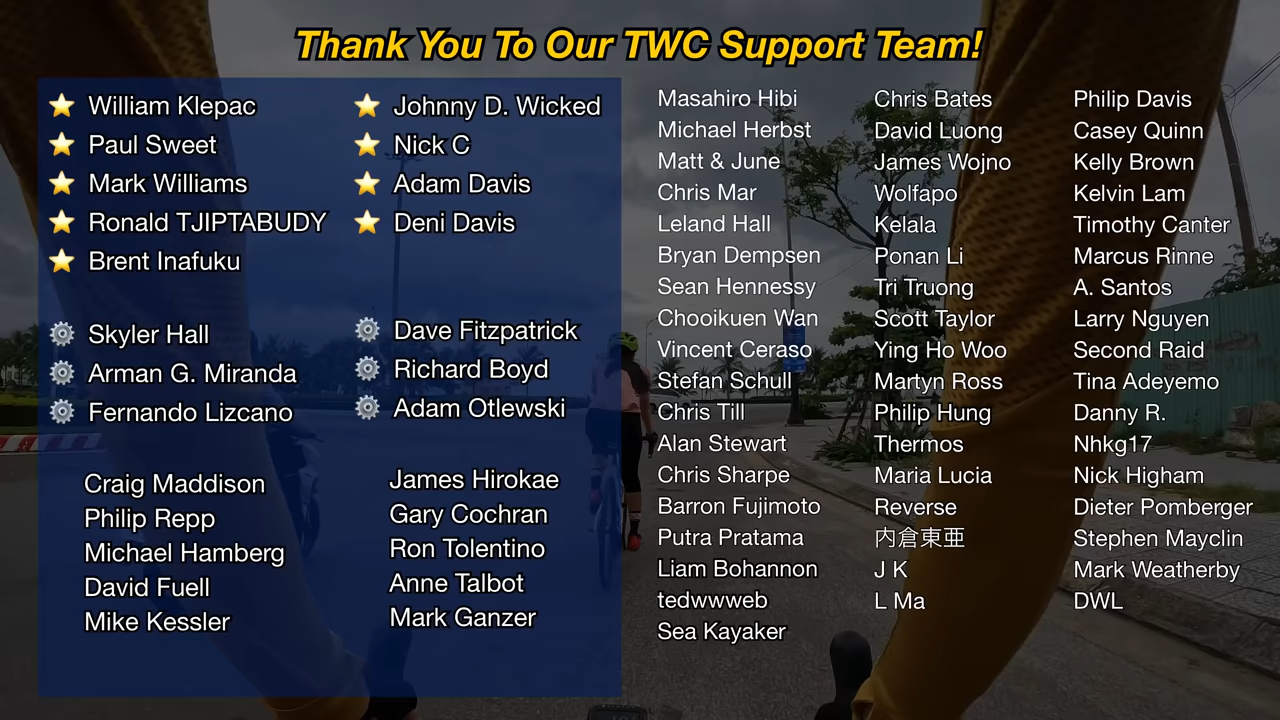 Thank You To Our TWC Support Team!
William Klepac
Paul Sweet
Mark Williams
Ronald TJIPTABUDY
Brent Inafuku
Johnny D. Wicked
Nick C
Adam Davis
Deni Davis
Skyler Hall
Arman G. Miranda
Fernando Lizcano
Dave Fitzpatrick
Richard Boyd
Adam Otlewski
Craig Maddison
Philip Repp
Michael Hamberg
David Fuell
Mike Kessler
James Hirokae
Gary Cochran
Ron Tolentino
Anne Talbot
Mark Ganzer
Masahiro Hibi
Michael Herbst
Matt & June
Chris Mar
Leland Hall
Bryan Dempsen
Sean Hennessy
Chooikuen Wan
Vincent Ceraso
Stefan Schull
Chris Till
Alan Stewart
Chris Sharpe
Barron Fujimoto
Putra Pratama
Liam Bohannon
tedwwweb
Sea Kayaker
Chris Bates
David Luong
James Wojno
Wolfapo
Kelala
Ponan Li
Tri Truong
Scott Taylor
Ying Ho Woo
Martyn Ross
Philip Hung
Thermos
Maria Lucia
Reverse
内倉東亜
J K
L Ma
Philip Davis
Casey Quinn
Kelly Brown
Kelvin Lam
Timothy Canter
Marcus Rinne
A. Santos
Larry Nguyen
Second Raid
Tina Adeyemo
Danny R.
Nhkg17
Nick Higham
Dieter Pomberger
Stephen Mayclin
Mark Weatherby
DWL